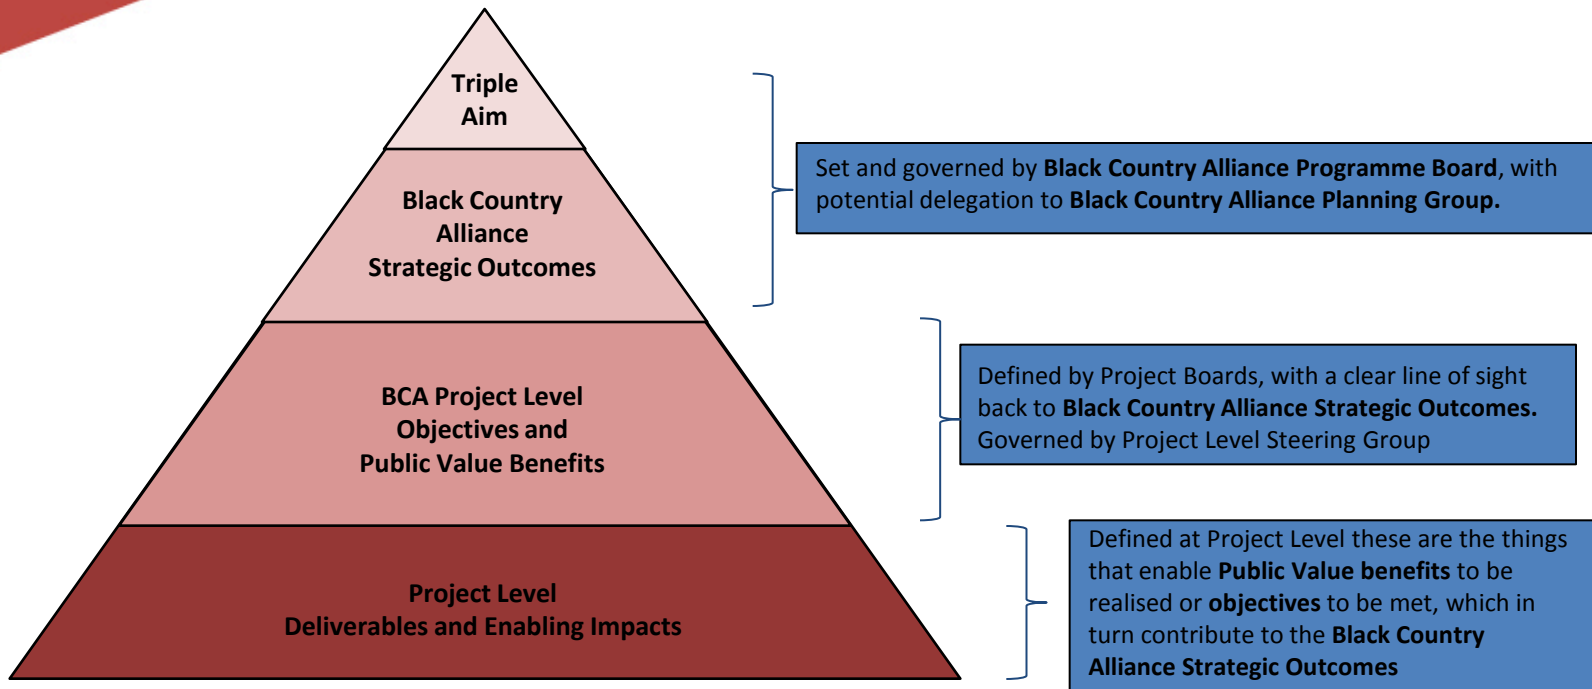 Triple
Aim
Black Country
Alliance
Strategic Outcomes
BCA Project Level
Objectives and
Public Value Benefits
Project Level
Deliverables and Enabling Impacts
Set and governed by Black Country Alliance Programme Board, with
potential delegation to Black Country Alliance Planning Group.
Defined by Project Boards, with a clear line of sight
back to Black Country Alliance Strategic Outcomes.
Governed by Project Level Steering Group
Defined at Project Level these are the things
that enable Public Value benefits to be
realised or objectives to be met, which in
turn contribute to the Black Country
Alliance Strategic Outcomes